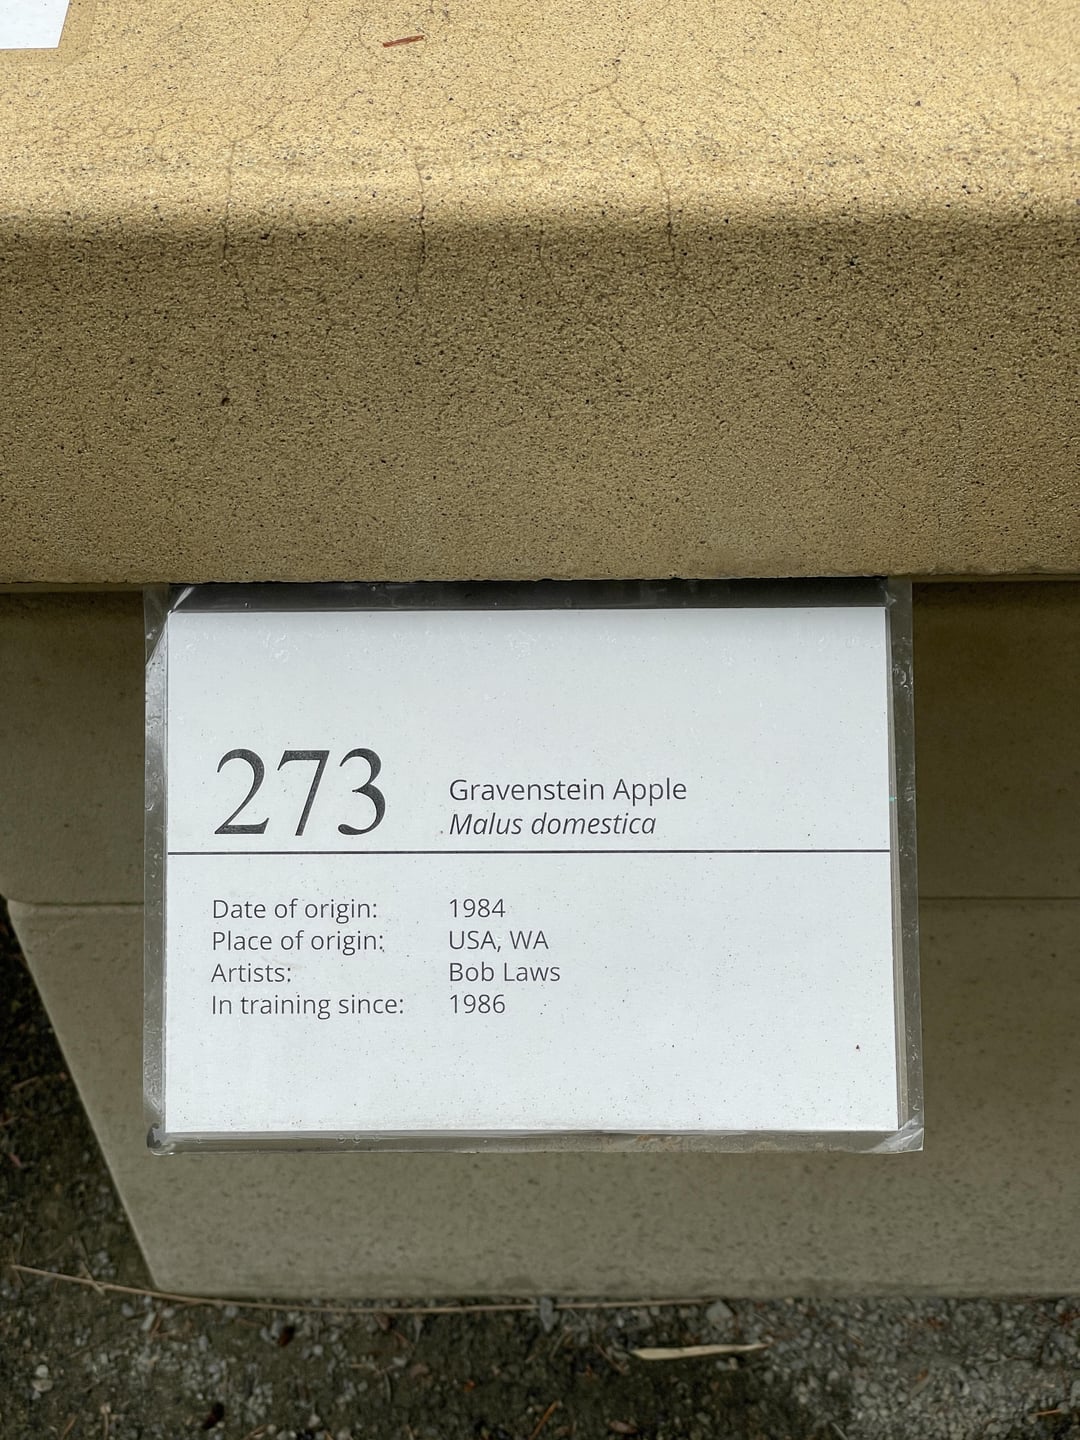 273
Gravenstein Apple
Malus domestica
Date of origin: 1984
Place of origin: USA, WA
Artists: Bob Laws
In training since: 1986